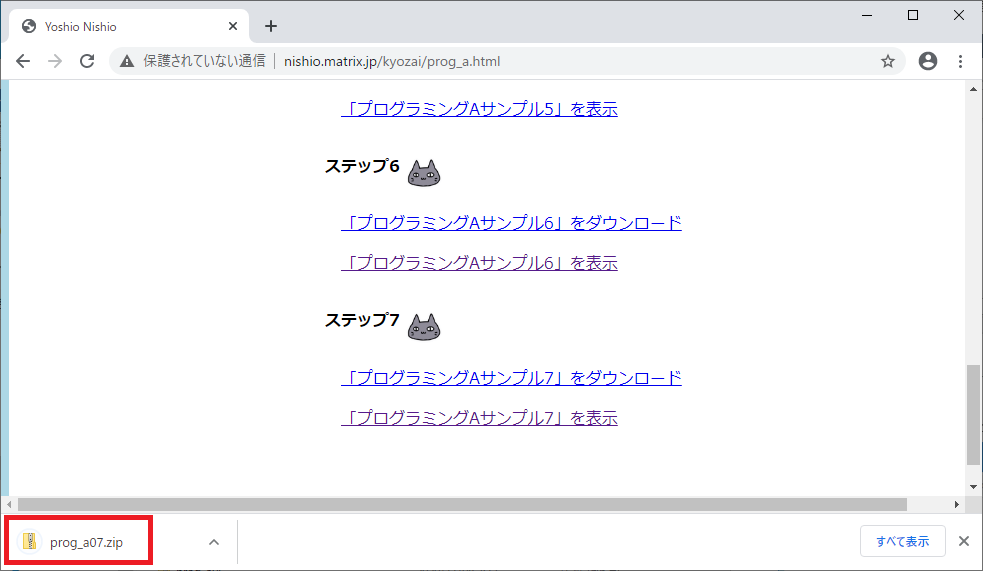 Yoshio Nishio
保護されていない通信 | nishio.matrix.jp/kyozai/prog_a.html
「プログラミングAサンプル5」を表示
ステップ6
「プログラミングAサンプル6」をダウンロード
「プログラミングAサンプル6」を表示
ステップ7
「プログラミングAサンプル7」をダウンロード
「プログラミングAサンプル7」を表示
prog_a07.zip
すべて表示